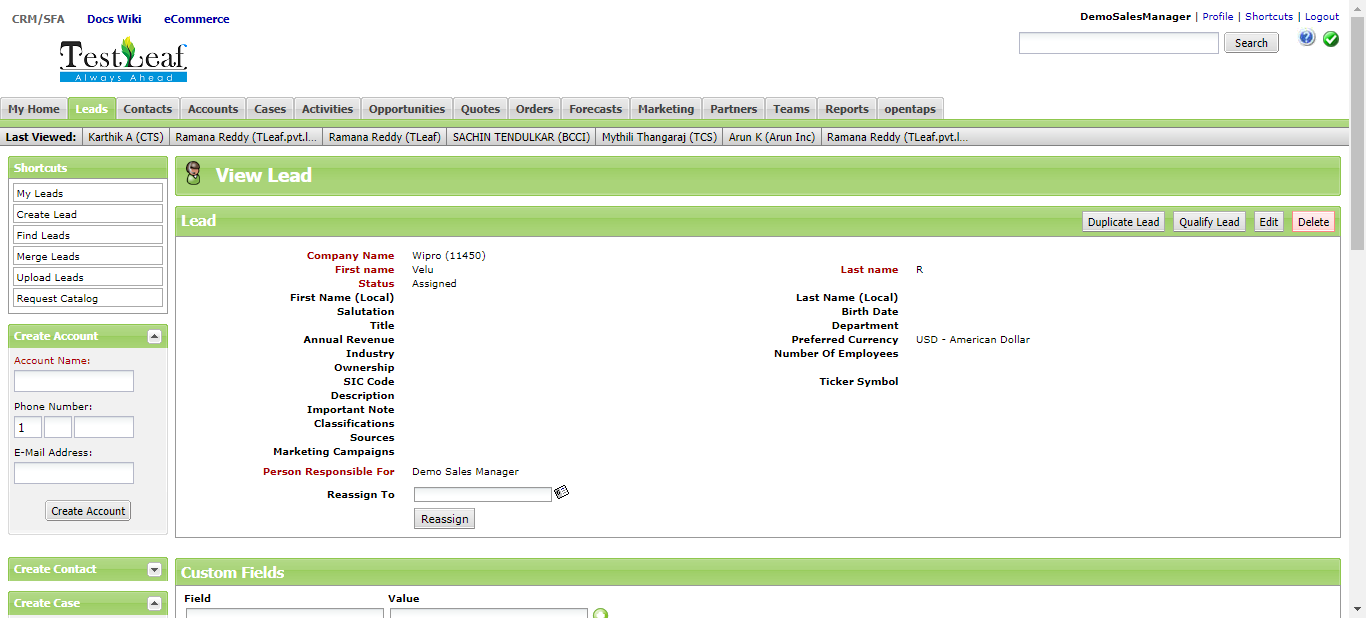 CRM/SFA Docs Wiki eCommerce
DemoSalesManager | Profile | Shortcuts | Logout
TestLeaf
Always Ahead
Search
?
My Home Leads Contacts Accounts Cases Activities Opportunities Quotes Orders Forecasts Marketing Partners Teams Reports opentaps
Last Viewed: Karthik A (CTS) Ramana Reddy (TLeaf.pvt.l... Ramana Reddy (TLeaf) SACHIN TENDULKAR (BCCI) Mythili Thangaraj (TCS) Arun K (Arun Inc) Ramana Reddy (TLeaf.pvt.l...
Shortcuts
My Leads
Create Lead
Find Leads
Merge Leads
Upload Leads
Request Catalog
Create Account
Account Name:
Phone Number:
1
E-Mail Address:
Create Account
Create Contact
Create Case
View Lead
Lead
Duplicate Lead Qualify Lead Edit Delete
Company Name Wipro (11450)
First name Velu Last name R
Status Assigned
First Name (Local) Last Name (Local)
Salutation Birth Date
Title Department
Annual Revenue Preferred Currency USD - American Dollar
Industry Number Of Employees
Ownership
SIC Code Ticker Symbol
Description
Important Note
Classifications
Sources
Marketing Campaigns
Person Responsible For Demo Sales Manager
Reassign To
Reassign
Custom Fields
Field Value